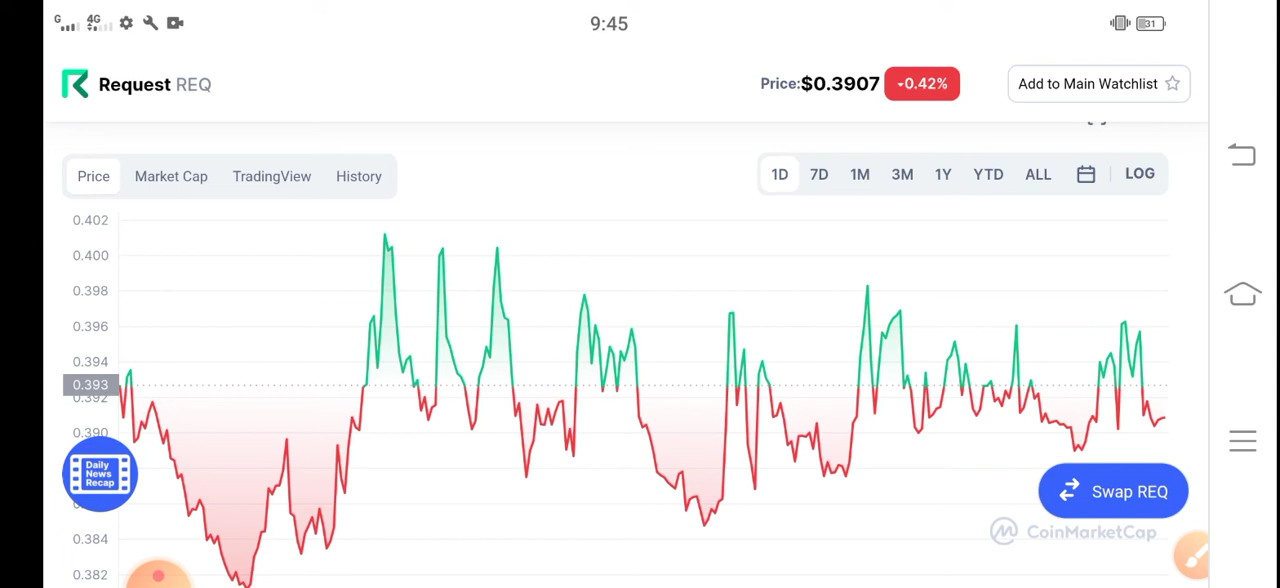 G 4G 9:45 31
Request REQ Price:$0.3907 -0.42% Add to Main Watchlist
Price Market Cap TradingView History 1D 7D 1M 3M 1Y YTD ALL LOG
0.402
0.400
0.398
0.396
0.394
0.393
0.392
0.390
Daily
News
Recap
Swap REQ
CoinMarketCap
0.384
0.382